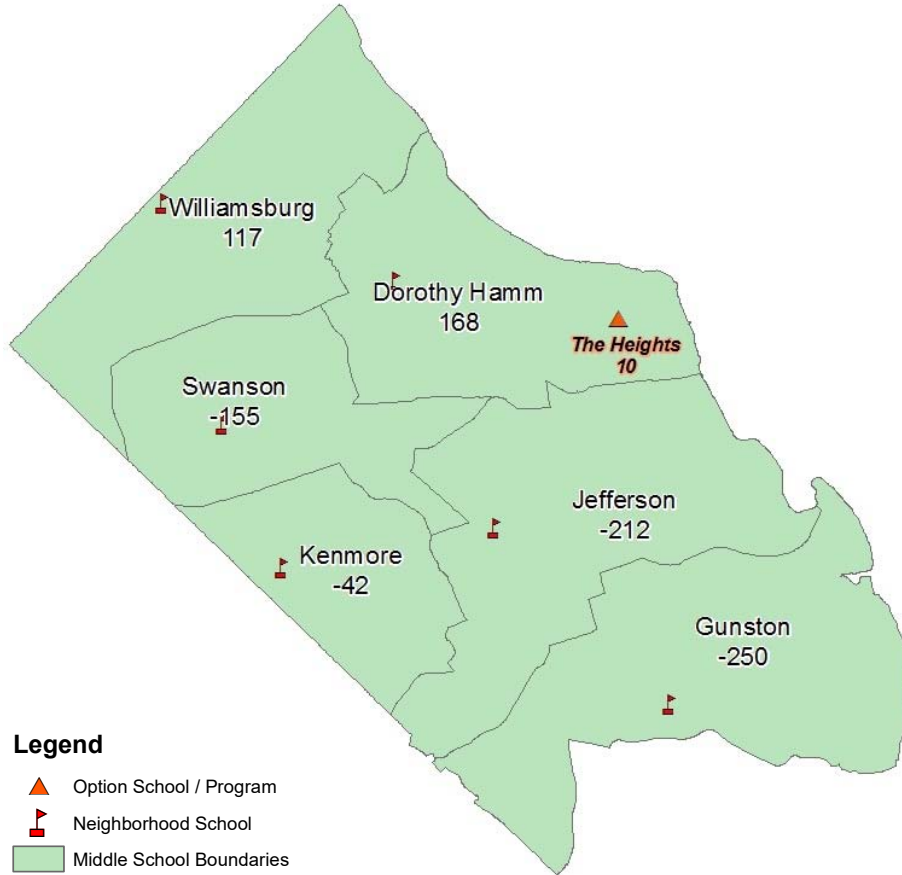 Williamsburg
117
Dorothy Hamm
168
The Heights
10
Swanson
-155
Jefferson
-212
Kenmore
-42
Gunston
-250
Legend
Option School / Program
Neighborhood School
Middle School Boundaries